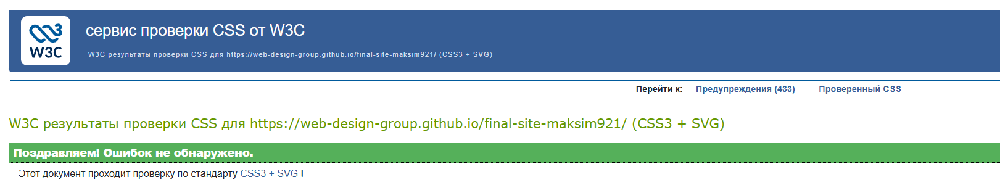 W3C
сервис проверки CSS от W3C
W3C результаты проверки CSS для https://web-design-group.github.io/final-site-maksim921/ (CSS3 + SVG)
Перейти к: Предупреждения (433) Проверенный CSS
W3C результаты проверки CSS для https://web-design-group.github.io/final-site-maksim921/ (CSS3 + SVG)
Поздравляем! Ошибок не обнаружено.
Этот документ проходит проверку по стандарту CSS3 + SVG !